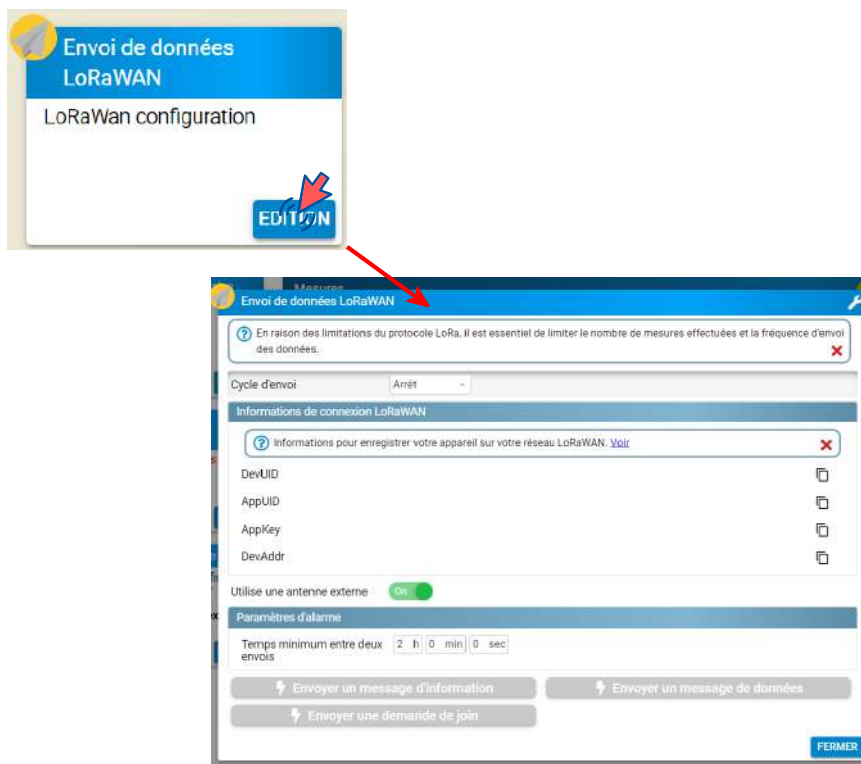 Envoi de données
LoRaWAN
LoRaWan configuration
EDITION
Mesures
Envoi de données LoRaWAN
En raison des limitations du protocole LoRa, il est essentiel de limiter le nombre de mesures effectuées et la fréquence d'envoi
des données.
Cycle d'envoi Arrêt
Informations de connexion LoRaWAN
Informations pour enregistrer votre appareil sur votre réseau LoRaWAN. Voir
DevUID
AppUID
AppKey
DevAddr
Utilise une antenne externe On
Paramètres d'alarme
Temps minimum entre deux 2 h 0 min 0 sec
envois
Envoyer un message d'information Envoyer un message de données
Envoyer une demande de join
FERMER